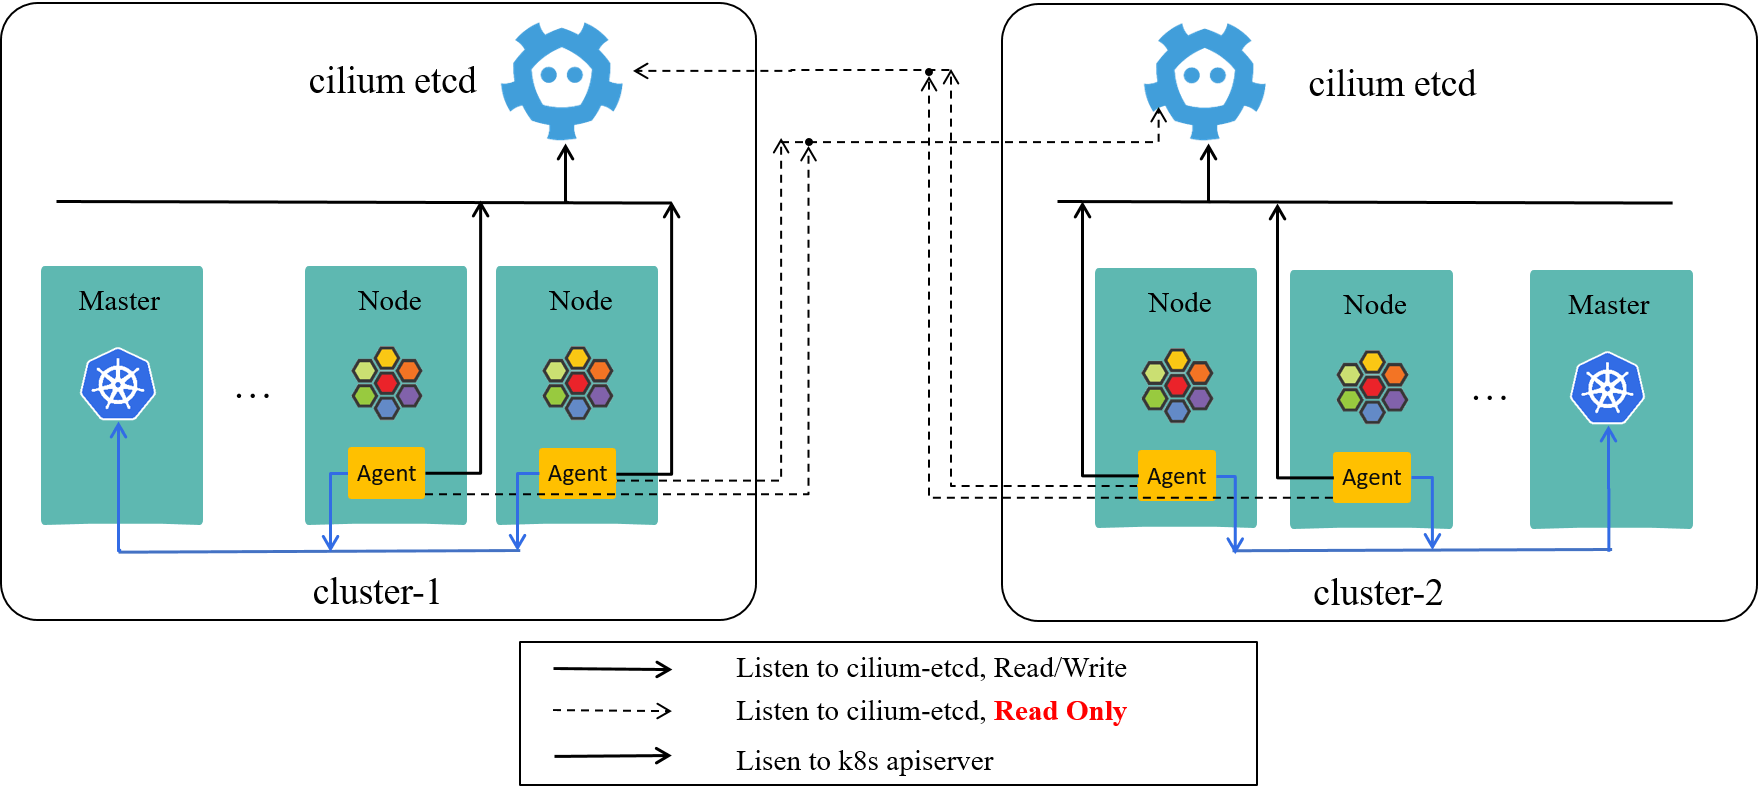 cilium etcd
cilium etcd
Master
Node
Node
Node
Node
Master
...
...
Agent
Agent
Agent
Agent
cluster-1
cluster-2
Listen to cilium-etcd, Read/Write
Listen to cilium-etcd, Read Only
Lisen to k8s apiserver